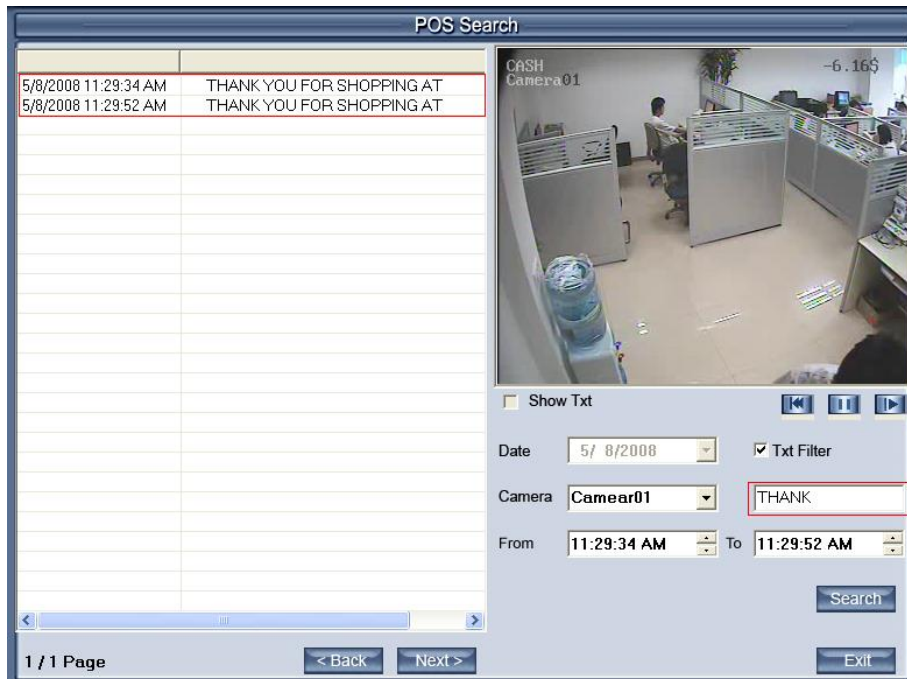 POS Search
5/8/2008 11:29:34 AM THANK YOU FOR SHOPPING AT
5/8/2008 11:29:52 AM THANK YOU FOR SHOPPING AT
CASH -6.16$
Camera01
Show Txt
Date 5/ 8/2008 Txt Filter
Camera Camear01 THANK
From 11:29:34 AM To 11:29:52 AM
Search
1 / 1 Page < Back Next > Exit